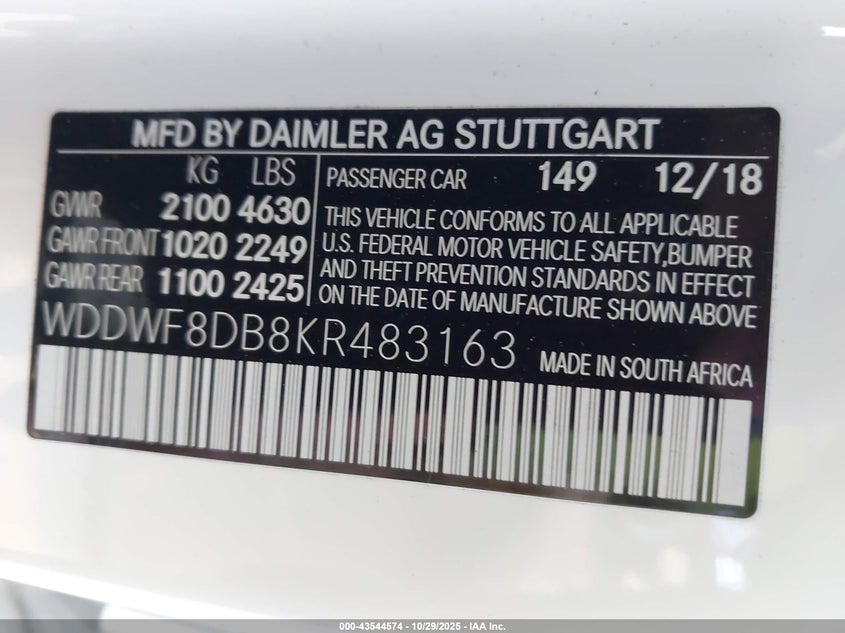 MFD BY DAIMLER AG STUTTGART
KG LBS
GVWR 2100 4630
GAWR FRONT 1020 2249
GAWR REAR 1100 2425
PASSENGER CAR 149 12/18
THIS VEHICLE CONFORMS TO ALL APPLICABLE
U.S. FEDERAL MOTOR VEHICLE SAFETY,BUMPER
AND THEFT PREVENTION STANDARDS IN EFFECT
ON THE DATE OF MANUFACTURE SHOWN ABOVE
WDDWF8DB8KR483163 MADE IN SOUTH AFRICA
000-43544574 | 10/29/2025 - IAA Inc.